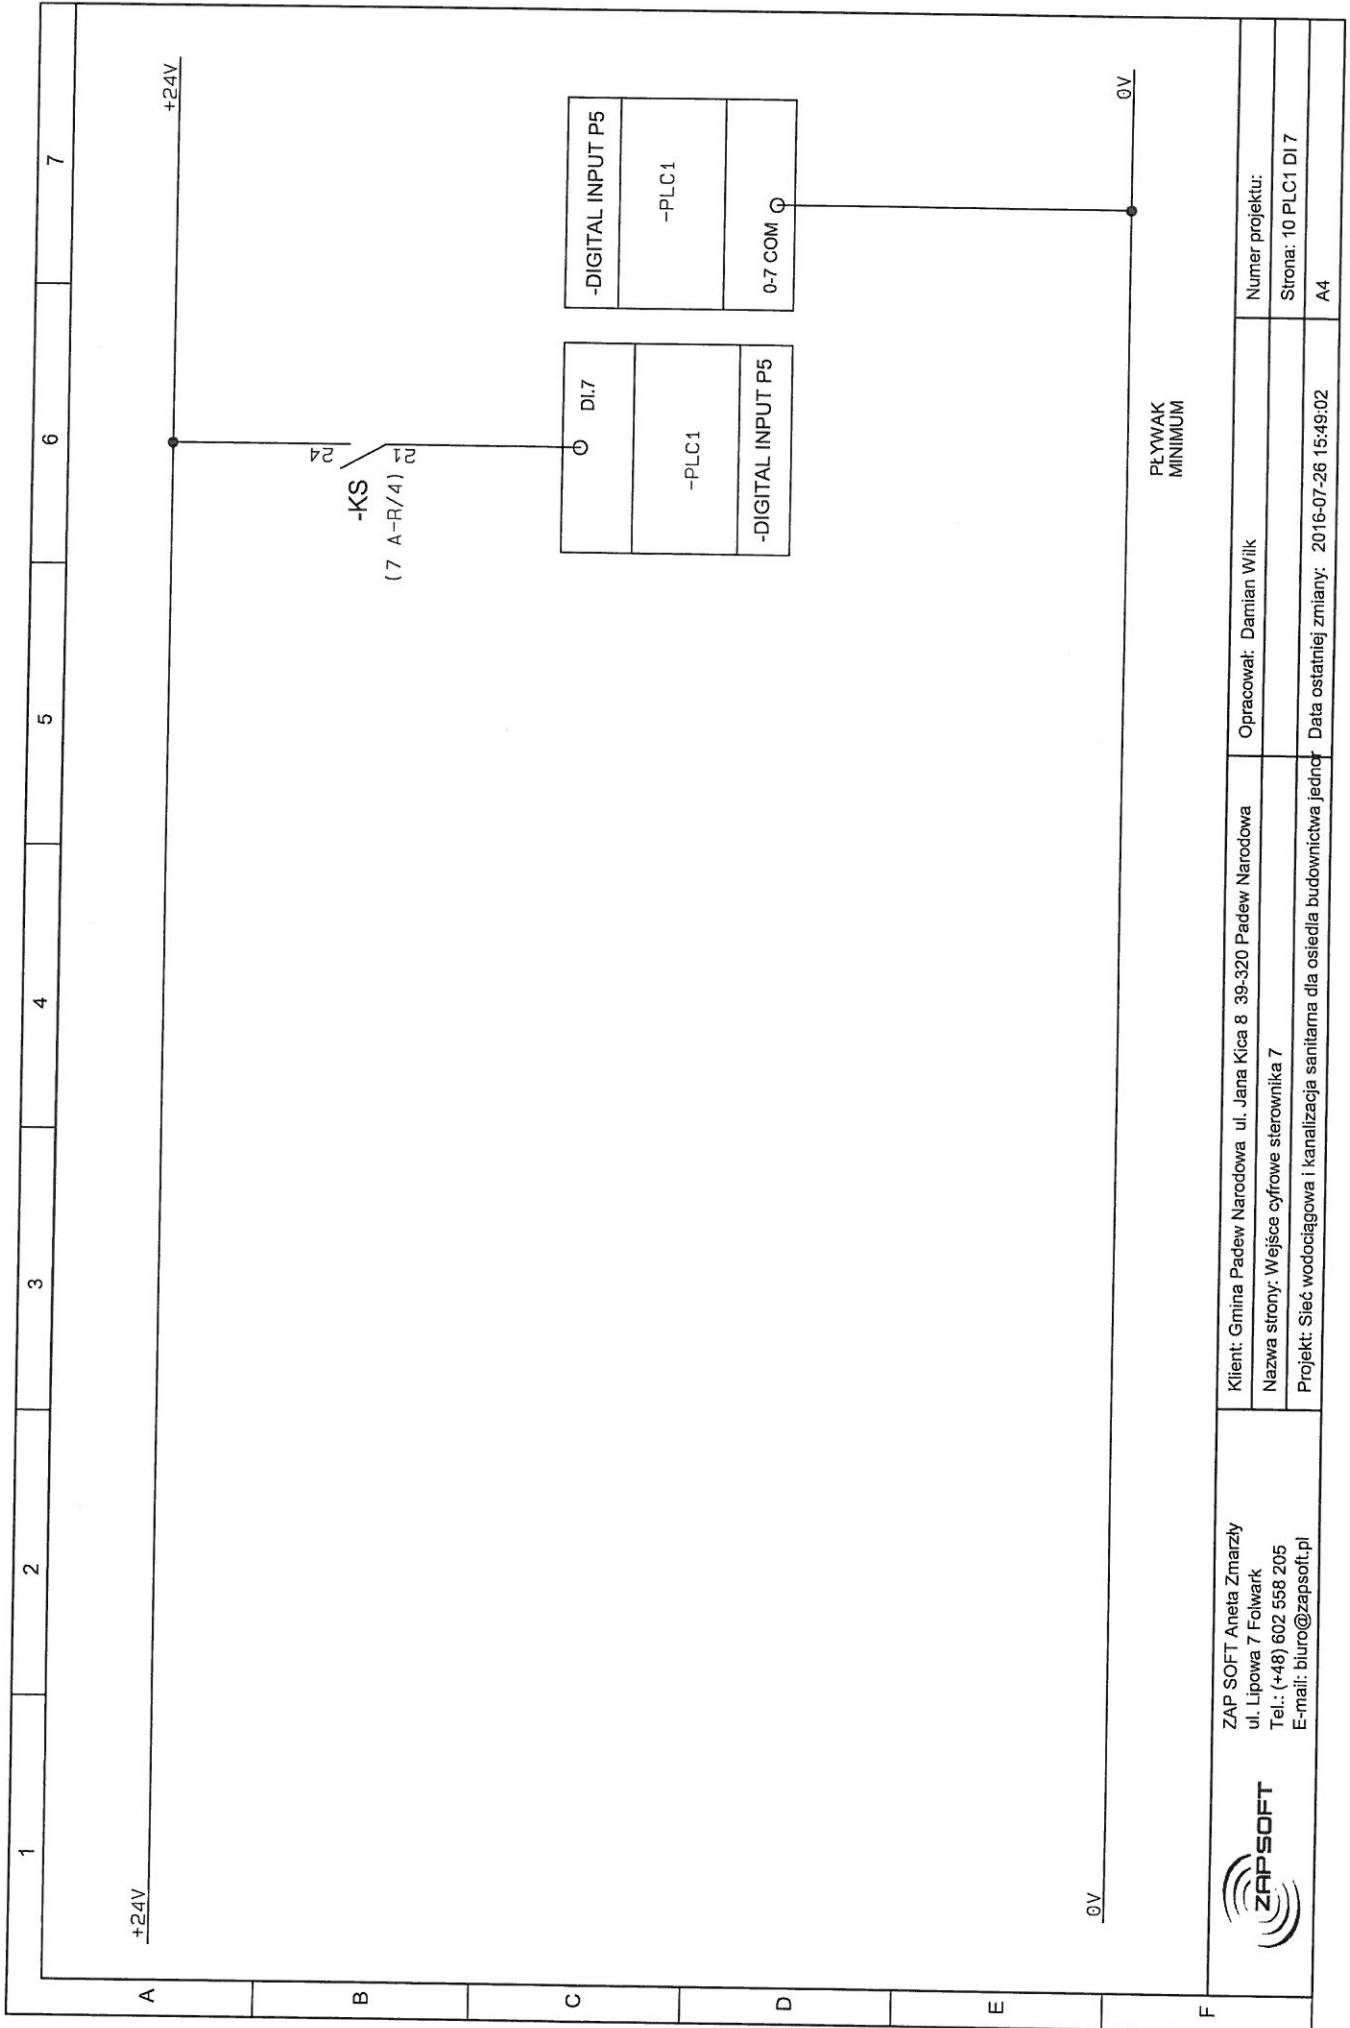 1
2
3
4
5
6
7
A
B
C
D
E
F
+24V
+24V
24
-KS
21
(7 A-R/4)
DI.7
-PLC1
-DIGITAL INPUT P5
-DIGITAL INPUT P5
-PLC1
0-7 COM
0V
0V
PŁYWAK
MINIMUM
ZAPSOFT
ZAP SOFT Aneta Zmarzły
ul. Lipowa 7 Folwark
Tel.: (+48) 602 558 205
E-mail: biuro@zapsoft.pl
Klient: Gmina Padew Narodowa ul. Jana Kica 8 39-320 Padew Narodowa
Opracował: Damian Wilk
Numer projektu:
Nazwa strony: Wejśce cyfrowe sterownika 7
Strona: 10 PLC1 DI 7
Projekt: Sieć wodociągowa i kanalizacja sanitarna dla osiedla budownictwa jednor
Data ostatniej zmiany: 2016-07-26 15:49:02
A4